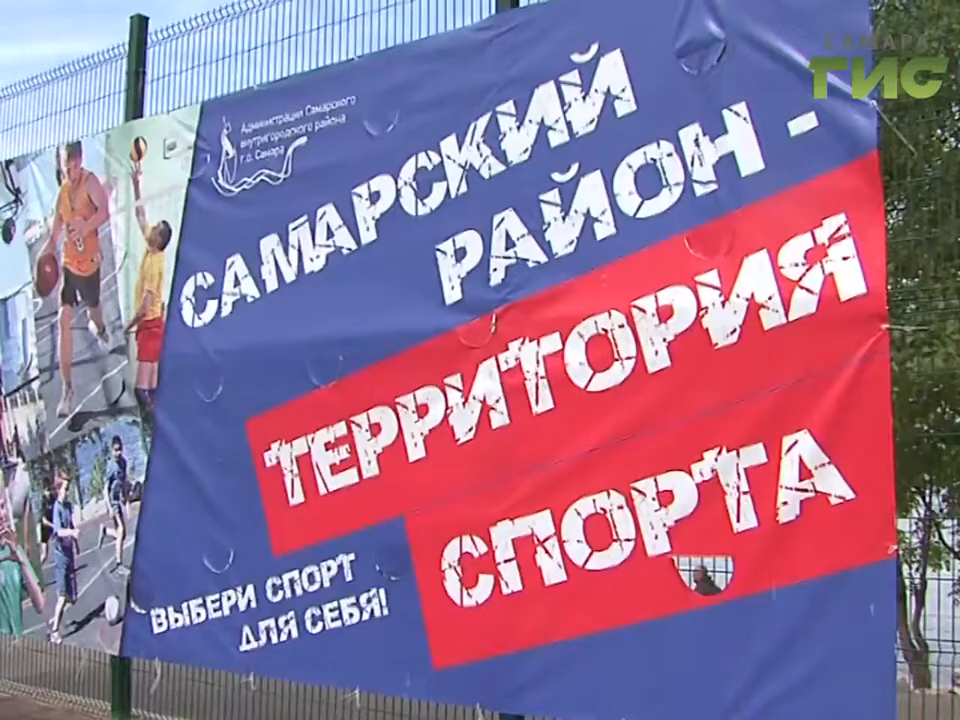 САМАРА
ГИС
Администрация Самарского
внутригородского района
г.о. Самара
САМАРСКИЙ
РАЙОН -
ТЕРРИТОРИЯ
СПОРТА
ВЫБЕРИ СПОРТ
ДЛЯ СЕБЯ!